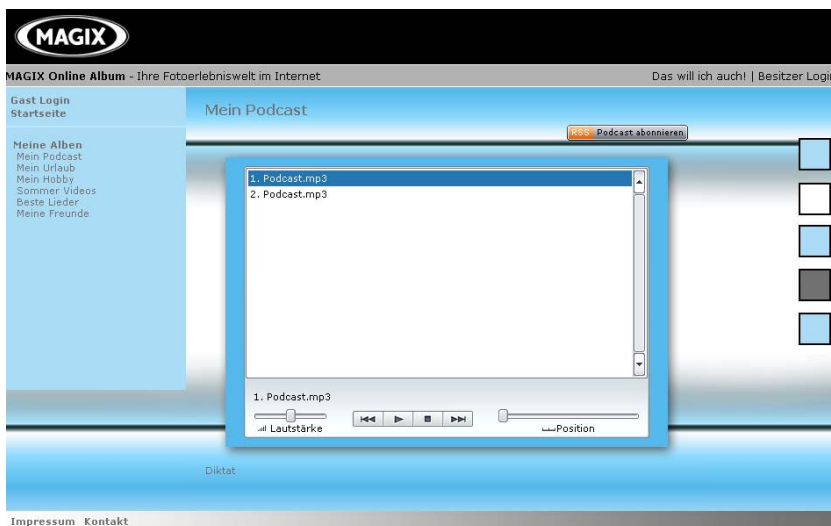 MAGIX
MAGIX Online Album - Ihre Fotoerlebniswelt im Internet
Das will ich auch! | Besitzer Login
Gast Login
Startseite
Meine Alben
Mein Podcast
Mein Urlaub
Mein Hobby
Sommer Videos
Beste Lieder
Meine Freunde
Mein Podcast
RSS Podcast abonnieren
1. Podcast.mp3
2. Podcast.mp3
1. Podcast.mp3
Lautstärke
Position
Diktat
Impressum Kontakt